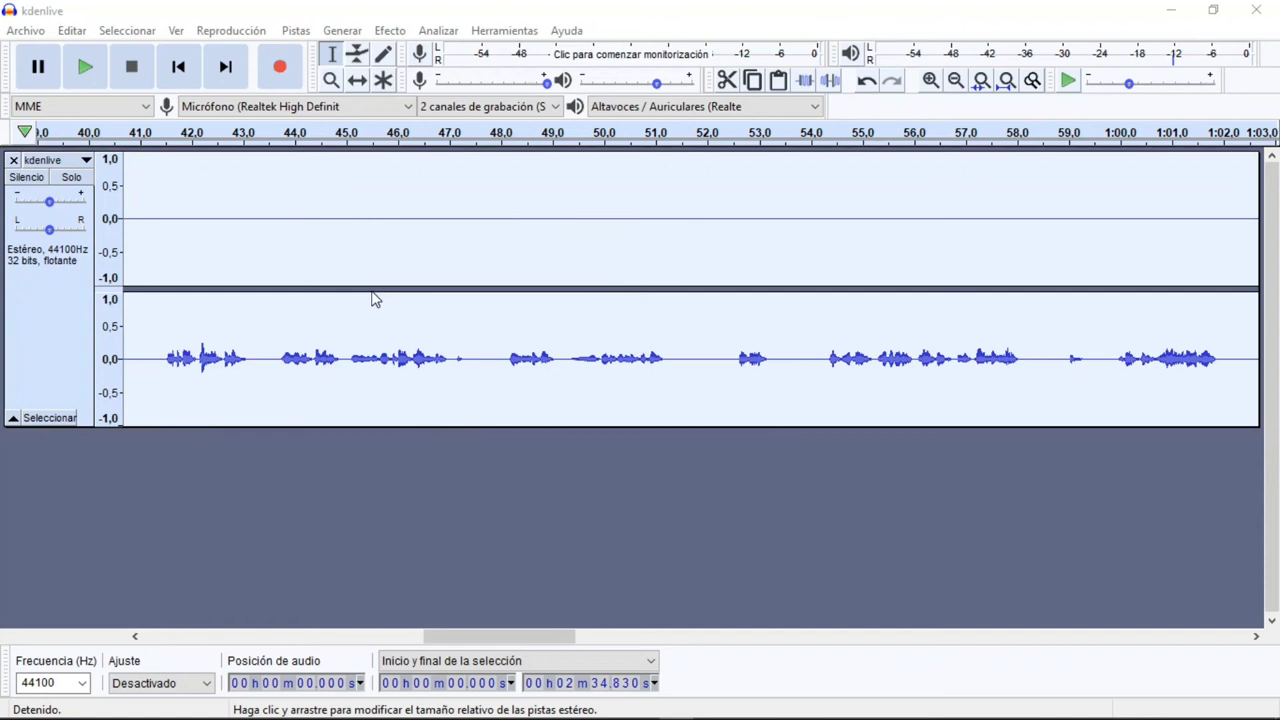 kdenlive
Archivo Editar Seleccionar Ver Reproducción Pistas Generar Efecto Analizar Herramientas Ayuda
L R -54 -48 Clic para comenzar monitorización -12 -6 0
L R -54 -48 -42 -36 -30 -24 -18 -12 -6 0
- + - + - +
MME Micrófono (Realtek High Definit 2 canales de grabación (S Altavoces / Auriculares (Realte
,0 40,0 41,0 42,0 43,0 44,0 45,0 46,0 47,0 48,0 49,0 50,0 51,0 52,0 53,0 54,0 55,0 56,0 57,0 58,0 59,0 1:00,0 1:01,0 1:02,0 1:03,0
kdenlive 1,0
Silencio Solo 0,5
- +
L R 0,0
Estéreo, 44100Hz -0,5
32 bits, flotante
-1,0
1,0
0,5
0,0
-0,5
Seleccionar -1,0
Frecuencia (Hz) Ajuste Posición de audio Inicio y final de la selección
44100 Desactivado 00h00m00.000s 00h00m00.000s 00h02m34.830s
Detenido. Haga clic y arrastre para modificar el tamaño relativo de las pistas estéreo.